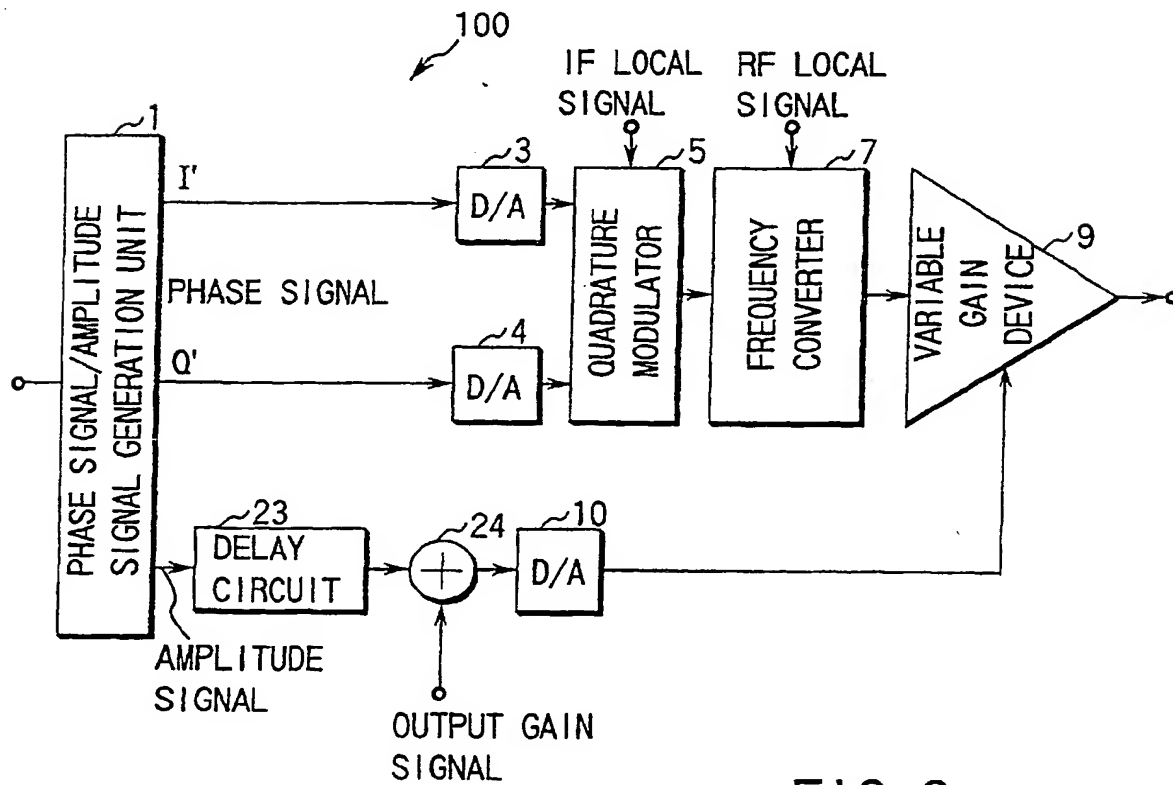 100
IF LOCAL
SIGNAL
RF LOCAL
SIGNAL
1
PHASE SIGNAL/AMPLITUDE
SIGNAL GENERATION UNIT
I'
3
D/A
5
QUADRATURE
MODULATOR
7
FREQUENCY
CONVERTER
9
VARIABLE
GAIN
DEVICE
PHASE SIGNAL
Q'
4
D/A
23
DELAY
CIRCUIT
24
+
10
D/A
AMPLITUDE
SIGNAL
OUTPUT GAIN
SIGNAL